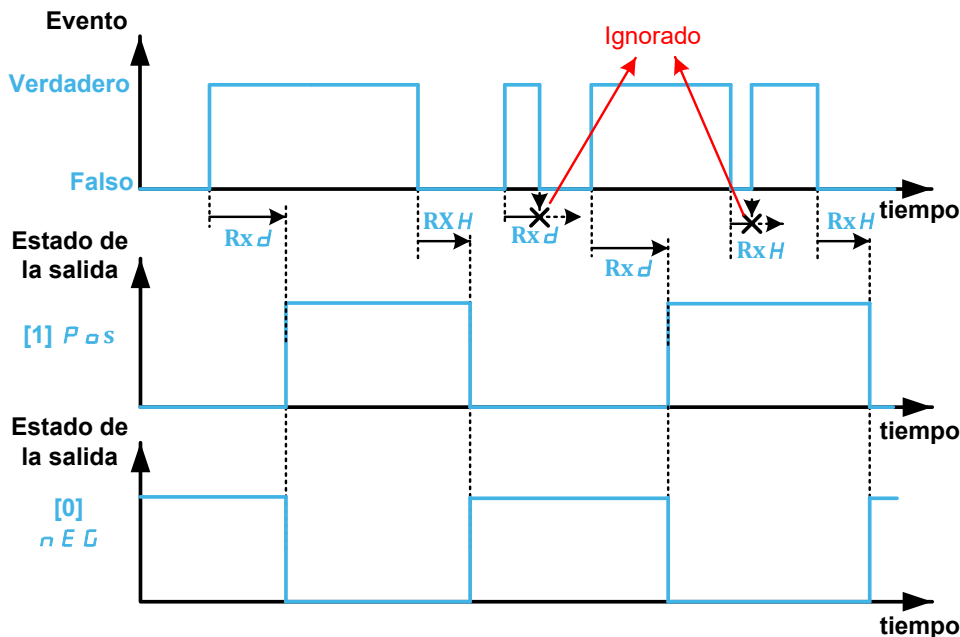 Evento
Ignorado
Verdadero
Falso
tiempo
Rx d
RX H
Rx d
Rx d
Rx H
Rx H
Estado de
la salida
[1] P o s
tiempo
Estado de
la salida
[0]
n E G
tiempo